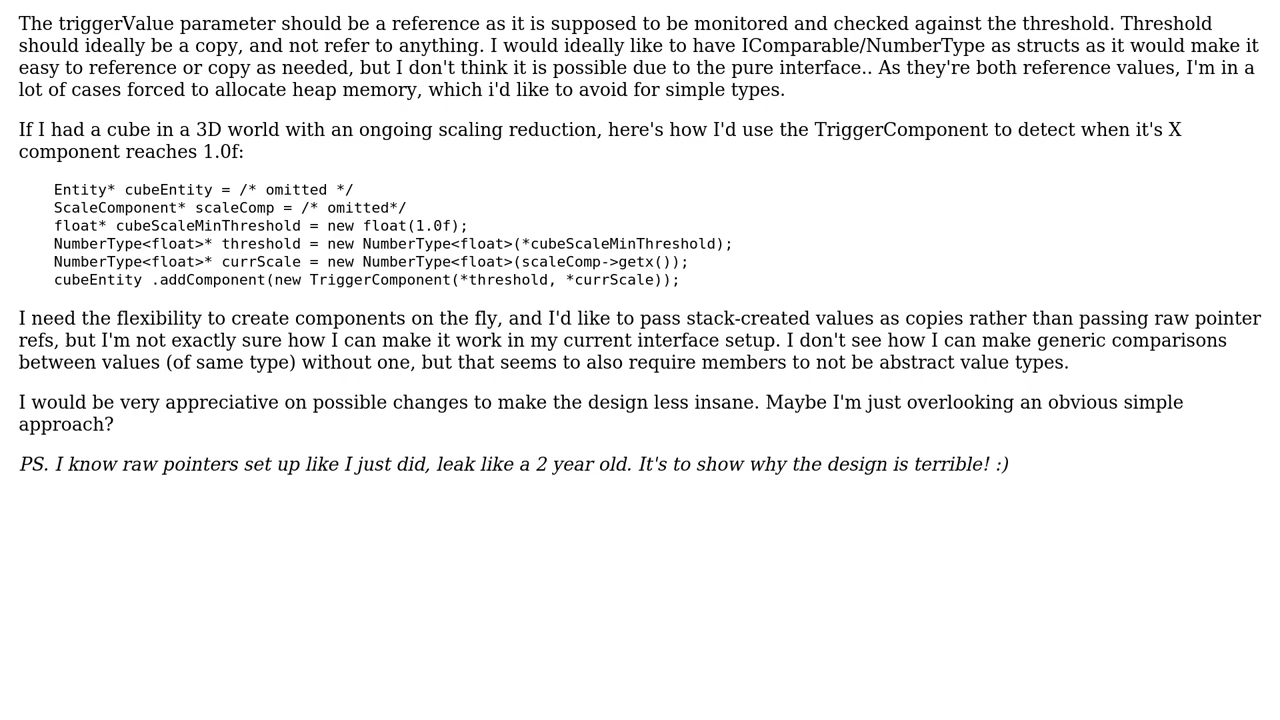 The triggerValue parameter should be a reference as it is supposed to be monitored and checked against the threshold. Threshold
should ideally be a copy, and not refer to anything. I would ideally like to have IComparable/NumberType as structs as it would make it
easy to reference or copy as needed, but I don't think it is possible due to the pure interface.. As they're both reference values, I'm in a
lot of cases forced to allocate heap memory, which i'd like to avoid for simple types.
If I had a cube in a 3D world with an ongoing scaling reduction, here's how I'd use the TriggerComponent to detect when it's X
component reaches 1.0f:
Entity* cubeEntity = /* omitted */
ScaleComponent* scaleComp = /* omitted*/
float* cubeScaleMinThreshold = new float(1.0f);
NumberType<float>* threshold = new NumberType<float>(*cubeScaleMinThreshold);
NumberType<float>* currScale = new NumberType<float>(scaleComp->getx());
cubeEntity .addComponent(new TriggerComponent(*threshold, *currScale));
I need the flexibility to create components on the fly, and I'd like to pass stack-created values as copies rather than passing raw pointer
refs, but I'm not exactly sure how I can make it work in my current interface setup. I don't see how I can make generic comparisons
between values (of same type) without one, but that seems to also require members to not be abstract value types.
I would be very appreciative on possible changes to make the design less insane. Maybe I'm just overlooking an obvious simple
approach?
PS. I know raw pointers set up like I just did, leak like a 2 year old. It's to show why the design is terrible! :)